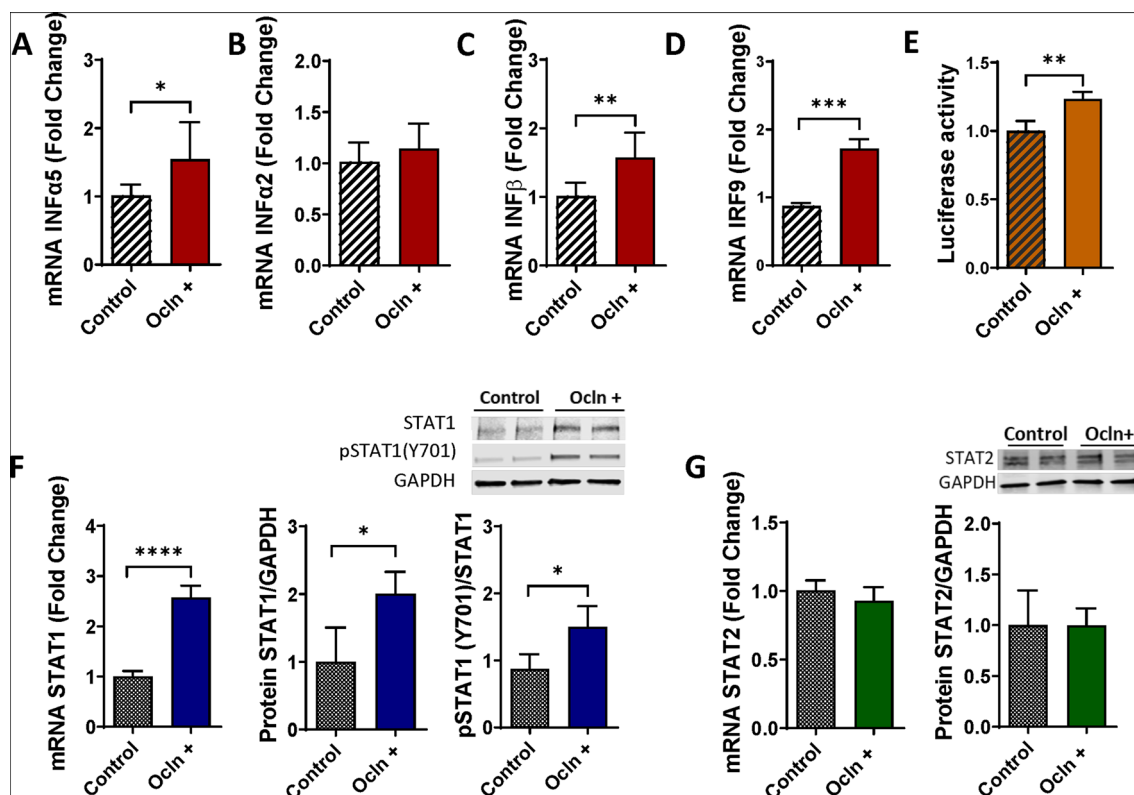 A
mRNA INFα5 (Fold Change)
3
2
1
0
*
Control
Ocln +
B
mRNA INFα2 (Fold Change)
2.0
1.5
1.0
0.5
0.0
Control
Ocln +
C
mRNA INFβ (Fold Change)
3
2
1
0
**
Control
Ocln +
D
mRNA IRF9 (Fold Change)
3
2
1
0
***
Control
Ocln +
E
Luciferase activity
1.5
1.0
0.5
0.0
**
Control
Ocln +
F
Control Ocln +
STAT1
pSTAT1(Y701)
GAPDH
mRNA STAT1 (Fold Change)
4
3
2
1
0
****
Control
Ocln +
Protein STAT1/GAPDH
3
2
1
0
*
Control
Ocln +
pSTAT1 (Y701)/STAT1
3
2
1
0
*
Control
Ocln +
G
Control Ocln+
STAT2
GAPDH
mRNA STAT2 (Fold Change)
1.5
1.0
0.5
0.0
Control
Ocln +
Protein STAT2/GAPDH
2.0
1.5
1.0
0.5
0.0
Control
Ocln +